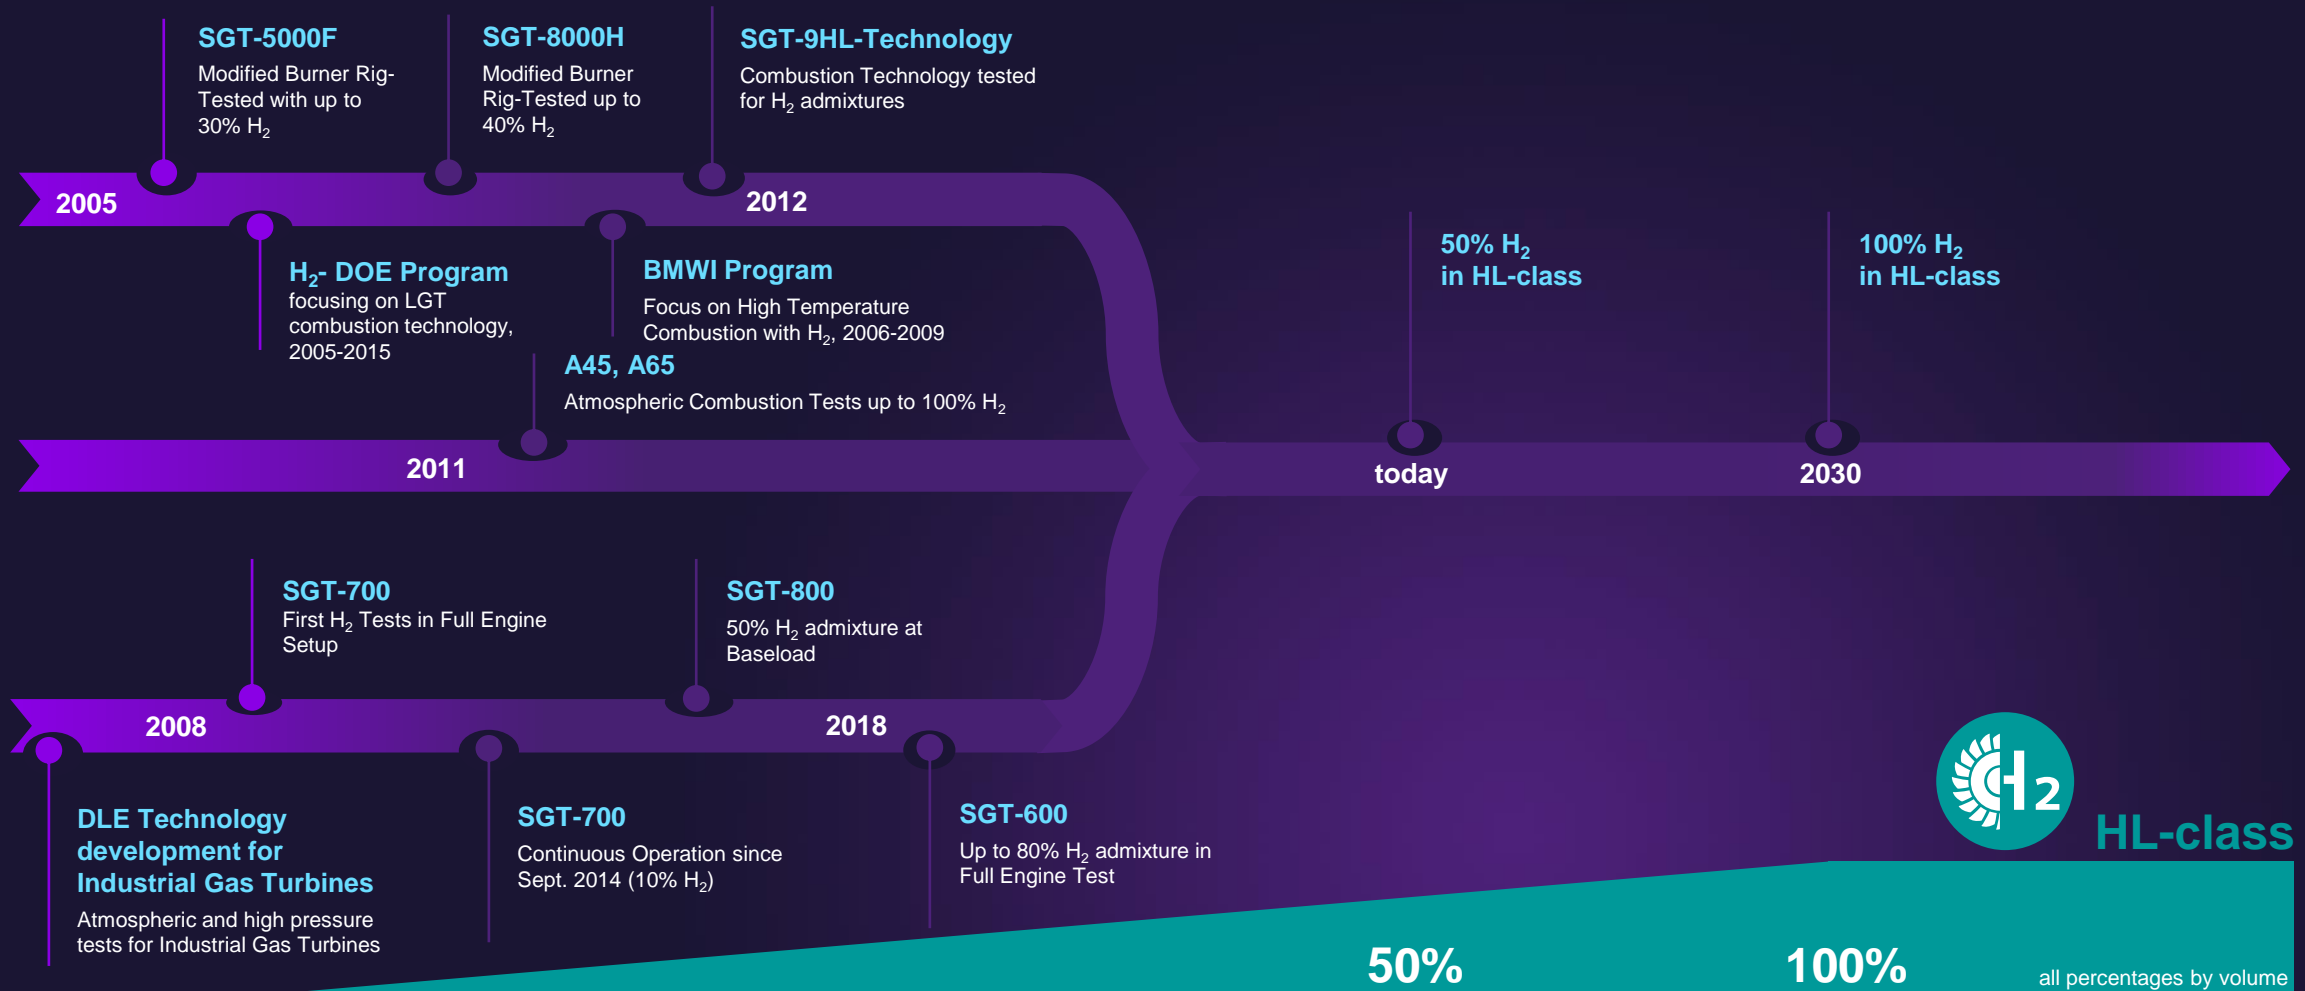 SGT-5000F
Modified Burner Rig-
Tested with up to
30% H₂
SGT-8000H
Modified Burner
Rig-Tested up to
40% H₂
SGT-9HL-Technology
Combustion Technology tested
for H₂ admixtures
2005
2012
H₂- DOE Program
focusing on LGT
combustion technology,
2005-2015
BMWI Program
Focus on High Temperature
Combustion with H₂, 2006-2009
50% H₂
in HL-class
100% H₂
in HL-class
A45, A65
Atmospheric Combustion Tests up to 100% H₂
2011
today
2030
SGT-700
First H₂ Tests in Full Engine
Setup
SGT-800
50% H₂ admixture at
Baseload
2008
2018
DLE Technology
development for
Industrial Gas Turbines
Atmospheric and high pressure
tests for Industrial Gas Turbines
SGT-700
Continuous Operation since
Sept. 2014 (10% H₂)
SGT-600
Up to 80% H₂ admixture in
Full Engine Test
H2
HL-class
50%
100%
all percentages by volume